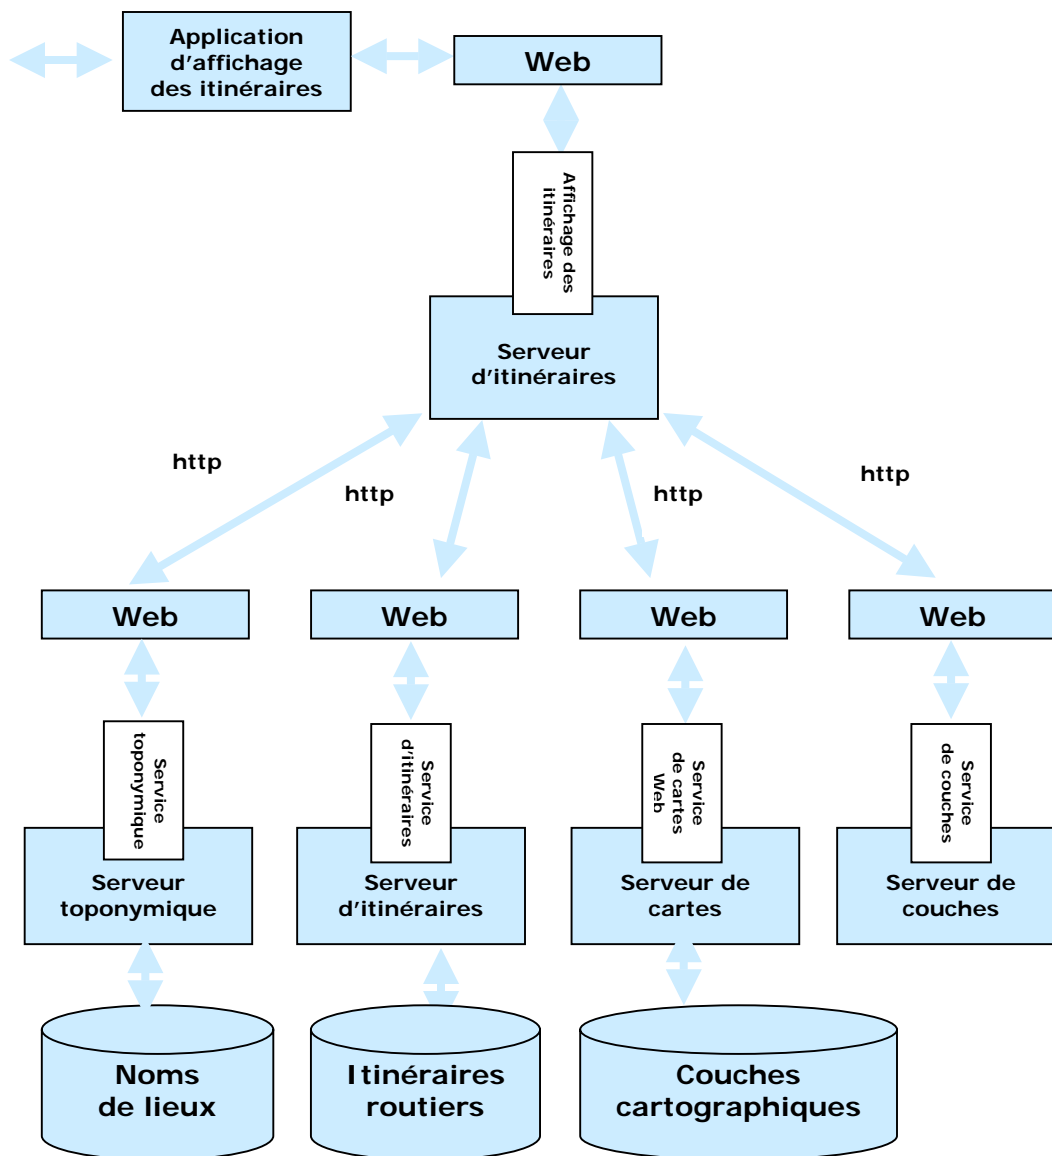 Application
d'affichage
des itinéraires
Web
Affichage des
itinéraires
Serveur
d'itinéraires
http
http
http
http
Web
Web
Web
Web
Service
toponymique
Service
d'itinéraires
Service
de cartes
Web
Service
de couches
Serveur
toponymique
Serveur
d'itinéraires
Serveur de
cartes
Serveur de
couches
Noms
de lieux
Itinéraires
routiers
Couches
cartographiques